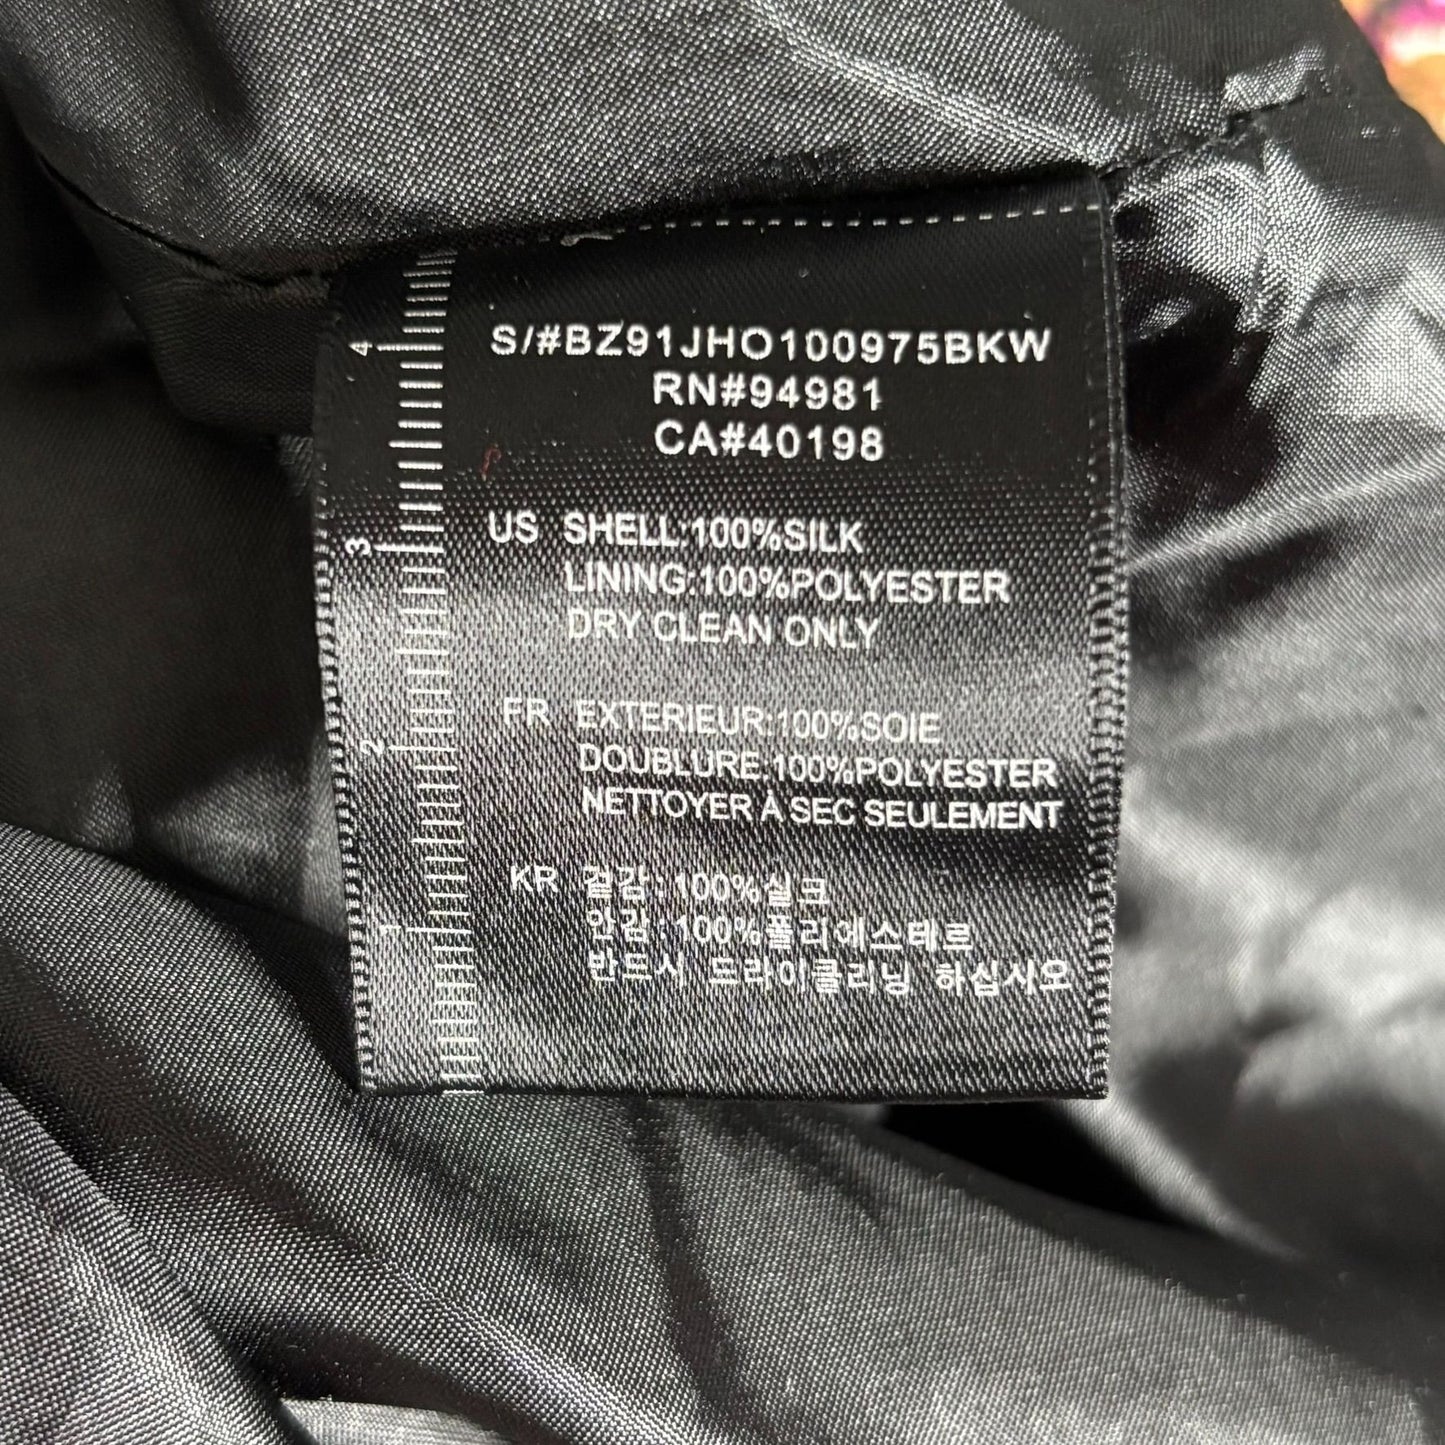 S/#BZ91JHO100975BKW
RN#94981
CA#40198
US SHELL:100%SILK
LINING:100%POLYESTER
DRY CLEAN ONLY
FR EXTERIEUR:100%SOIE
DOUBLURE:100%POLYESTER
NETTOYER À SEC SEULEMENT
KR 겉감:100%실크
안감:100%폴리에스테르
반드시 드라이클리닝 하십시오
4
3
2
1